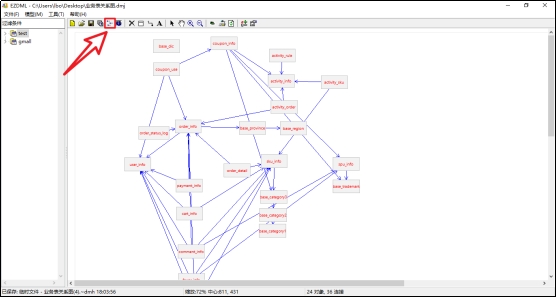 EZDML - C:\Users\lbo\Desktop\业务表关系图.dmj
文件(F) 模型(M) 工具(T) 帮助(H)
过滤条件
test
gmall
base_dic
coupon_info
activity_rule
coupon_use
activity_info
activity_sku
activity_order
order_status_log
order_info
base_province
base_region
user_info
order_detail
sku_info
spu_info
payment_info
base_trademark
base_category3
cart_info
base_category2
base_category1
comment_info
已保存: 临时文件 - 业务表关系图(4).~dmh 18:03:56
缩放:72% 中心:811, 431
24 对象, 36 连接